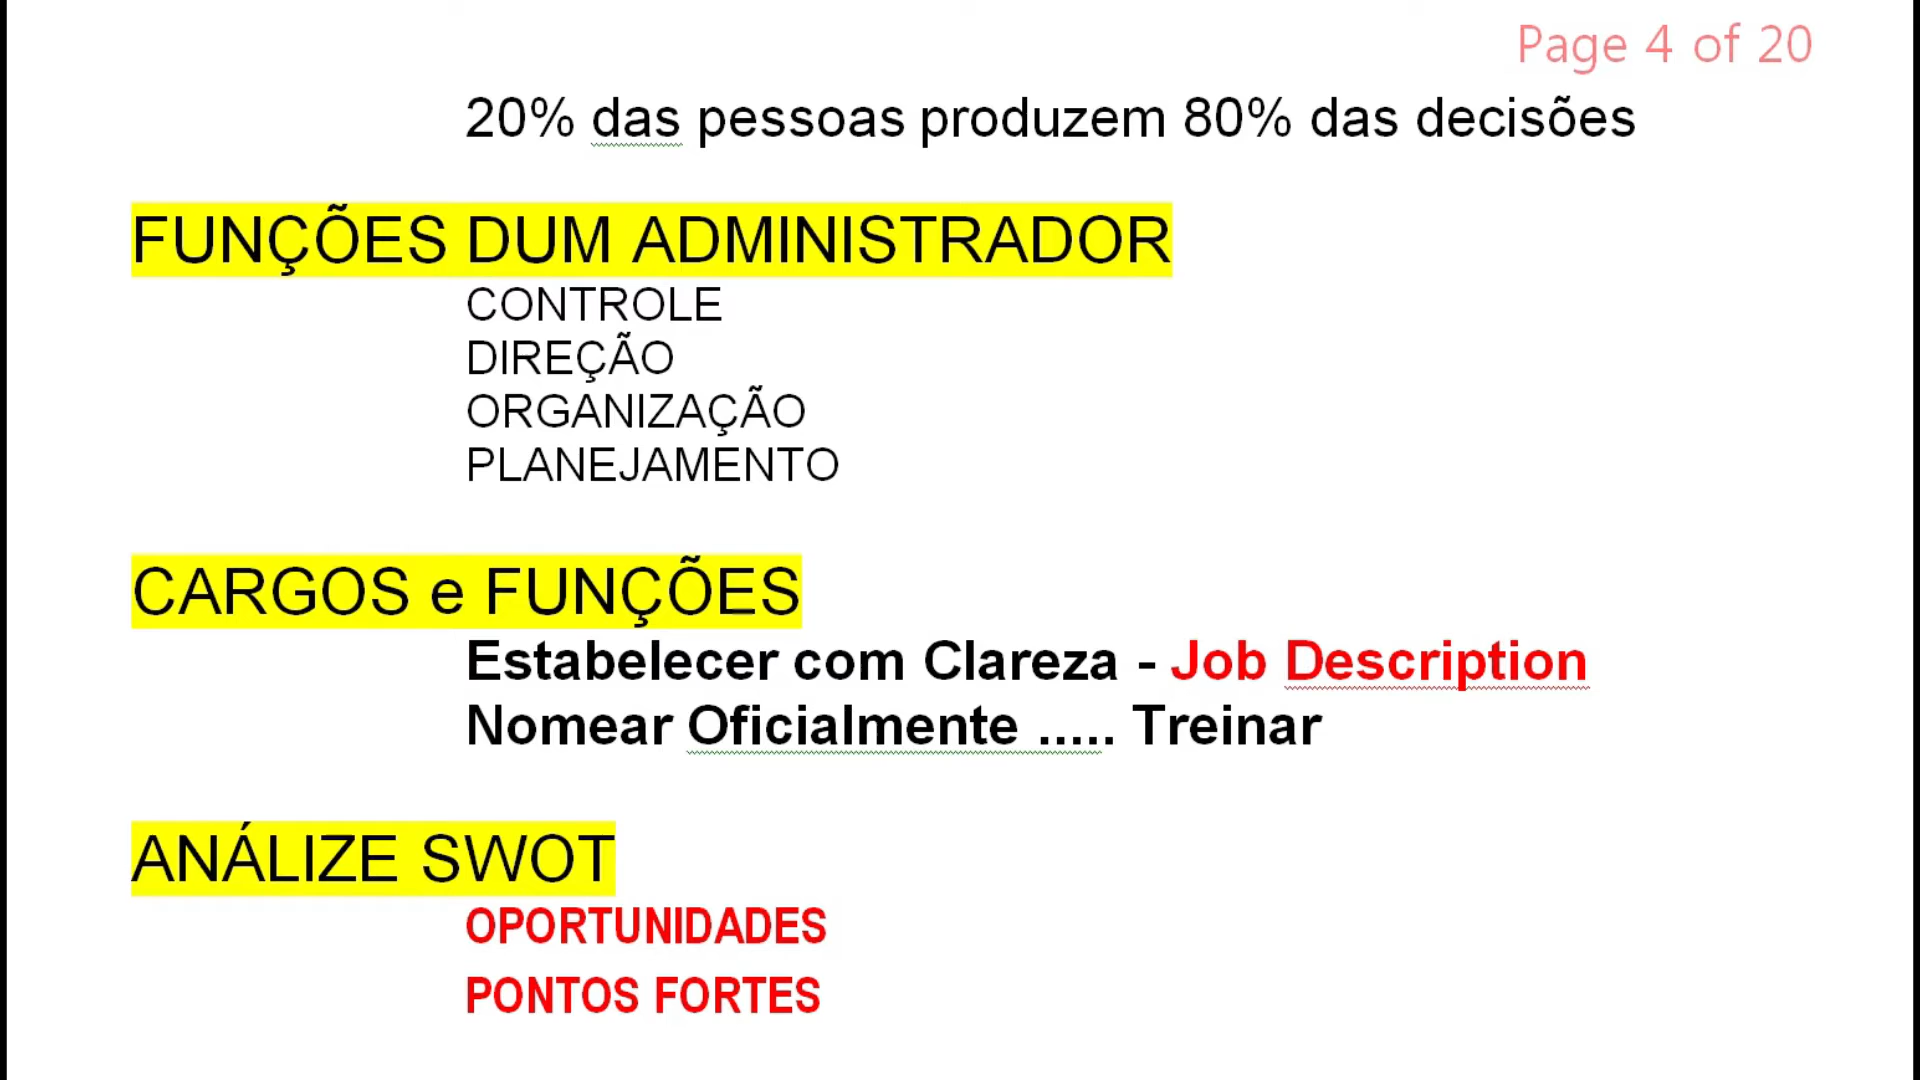 Page 4 of 20
20% das pessoas produzem 80% das decisões
FUNÇÕES DUM ADMINISTRADOR
CONTROLE
DIREÇÃO
ORGANIZAÇÃO
PLANEJAMENTO
CARGOS e FUNÇÕES
Estabelecer com Clareza - Job Description
Nomear Oficialmente ..... Treinar
ANÁLIZE SWOT
OPORTUNIDADES
PONTOS FORTES